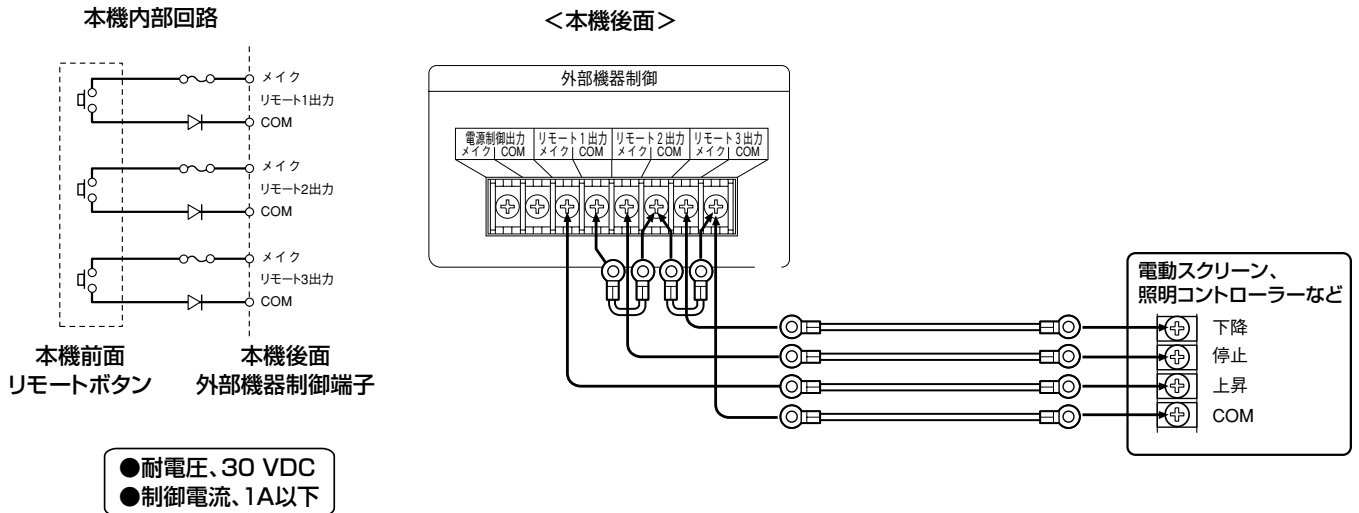 本機内部回路
メイク
リモート1出力
COM
メイク
リモート2出力
COM
メイク
リモート3出力
COM
本機前面
リモートボタン
本機後面
外部機器制御端子
●耐電圧、30 VDC
●制御電流、1A以下
＜本機後面＞
外部機器制御
電源制御出力 リモート1出力 リモート2出力 リモート3出力
メイク COM メイク COM メイク COM メイク COM
電動スクリーン、
照明コントローラーなど
下降
停止
上昇
COM